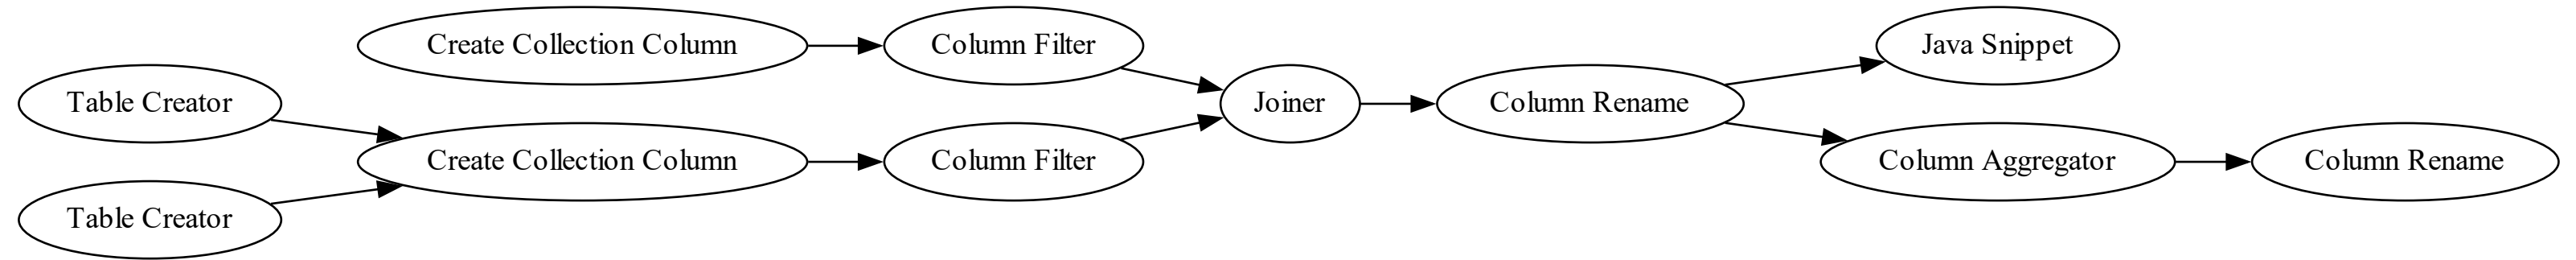 Create Collection Column
Column Filter
Java Snippet
Table Creator
Joiner
Column Rename
Create Collection Column
Column Filter
Column Aggregator
Column Rename
Table Creator